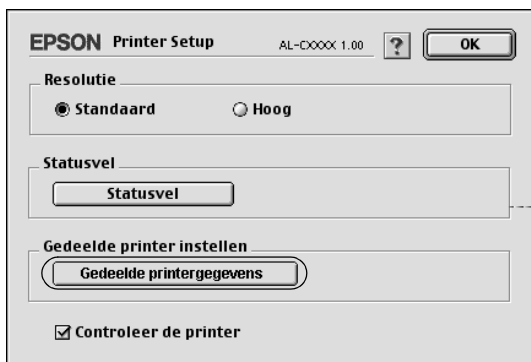 EPSON Printer Setup AL-CXXXX 1.00 ? OK
Resolutie
Standaard Hoog
Statusvel
Statusvel
Gedeelde printer instellen
Gedeelde printergegevens
Controleer de printer